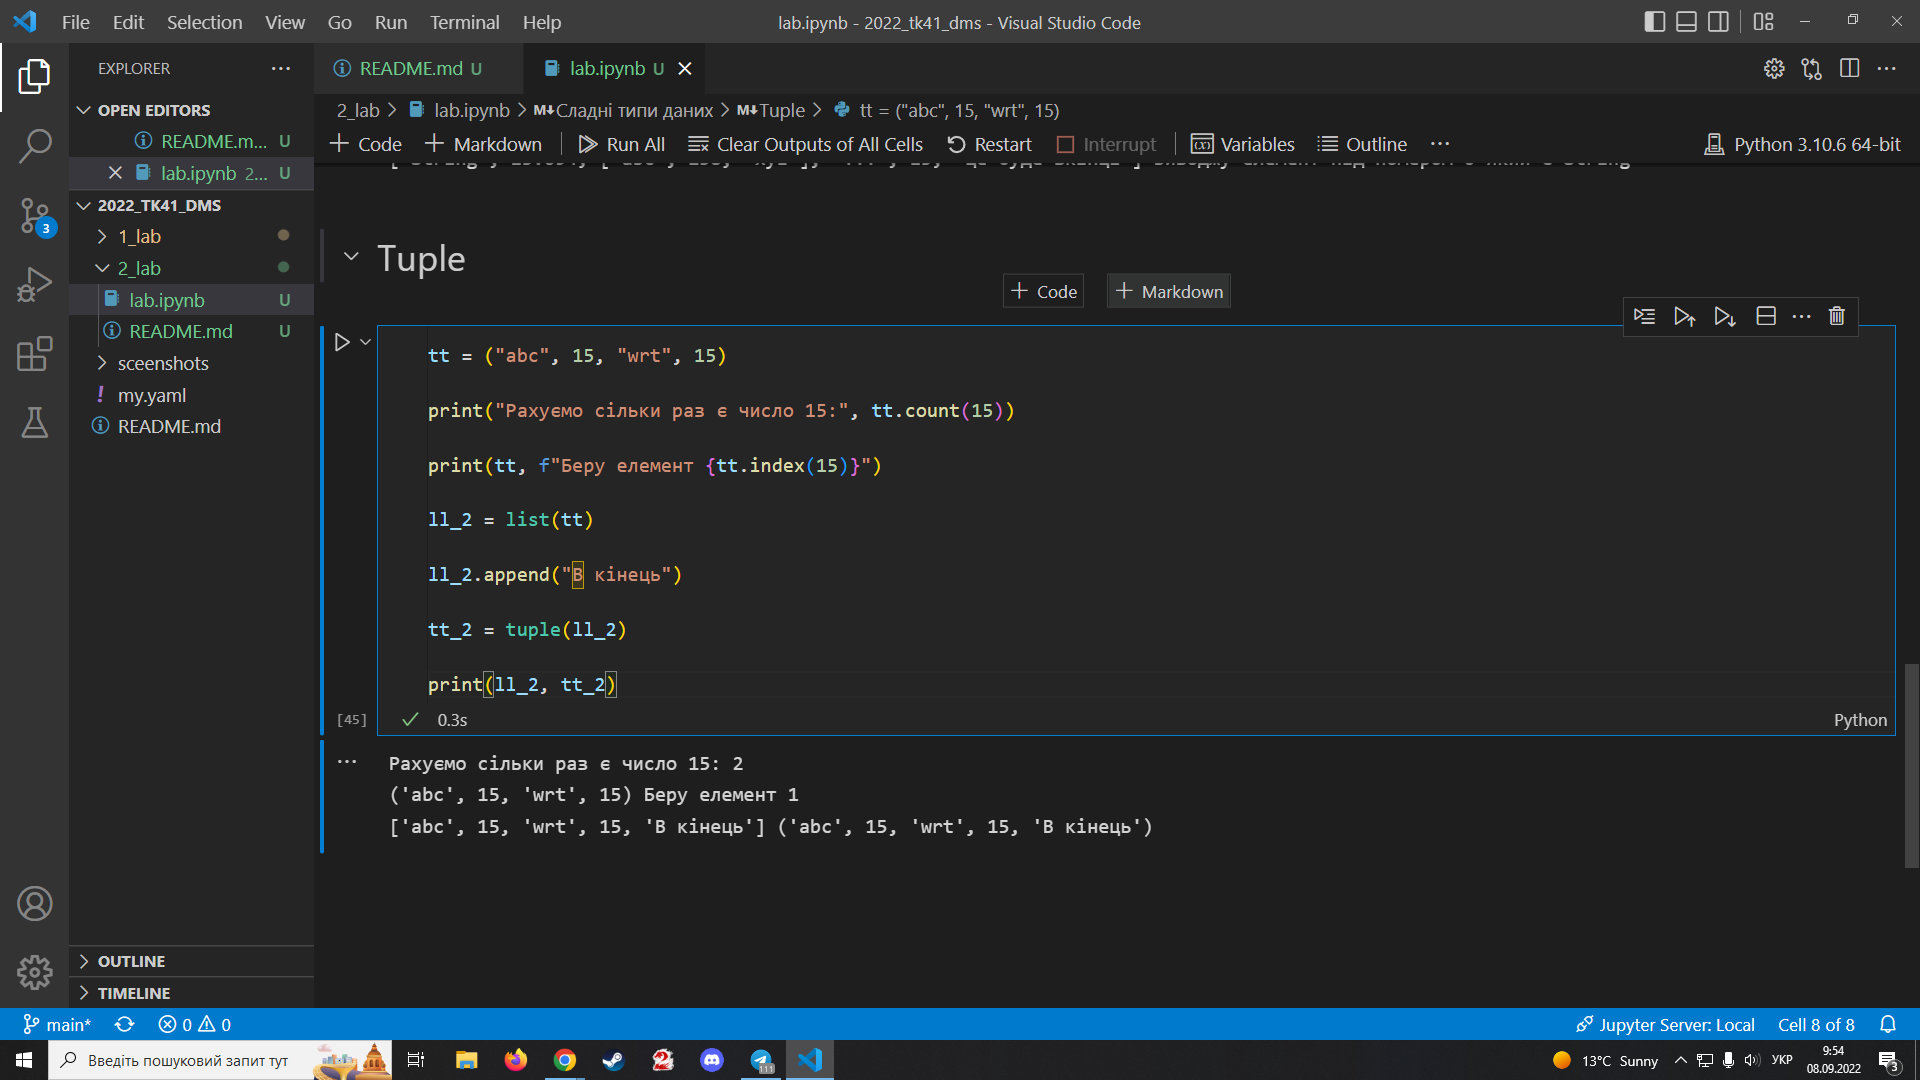 File Edit Selection View Go Run Terminal Help
lab.ipynb - 2022_tk41_dms - Visual Studio Code
EXPLORER
OPEN EDITORS
README.m... U
lab.ipynb 2... U
2022_TK41_DMS
1_lab
2_lab
lab.ipynb U
README.md U
sceenshots
my.yaml
README.md
OUTLINE
TIMELINE
README.md U
lab.ipynb U
2_lab > lab.ipynb > M↓Сладні типи даних > M↓Tuple > tt = ("abc", 15, "wrt", 15)
+ Code + Markdown Run All Clear Outputs of All Cells Restart Interrupt Variables Outline ... Python 3.10.6 64-bit
Tuple
+ Code + Markdown
tt = ("abc", 15, "wrt", 15)
print("Рахуємо сільки раз є число 15:", tt.count(15))
print(tt, f"Беру елемент {tt.index(15)}")
ll_2 = list(tt)
ll_2.append("В кінець")
tt_2 = tuple(ll_2)
print(ll_2, tt_2)
[45] 0.3s
Python
Рахуємо сільки раз є число 15: 2
('abc', 15, 'wrt', 15) Беру елемент 1
['abc', 15, 'wrt', 15, 'В кінець'] ('abc', 15, 'wrt', 15, 'В кінець')
3
main* 0 0
Jupyter Server: Local Cell 8 of 8
Введіть пошуковий запит тут
111
13°C Sunny
УКР
9:54
08.09.2022
3